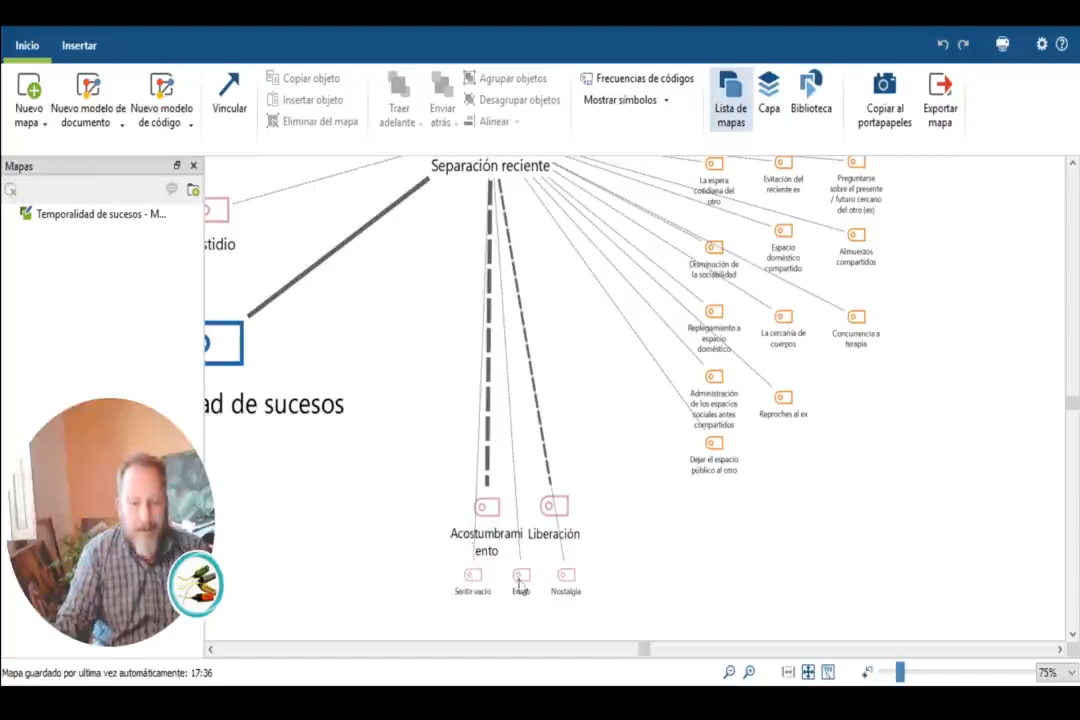 Inicio
Insertar
Nuevo
mapa
Nuevo modelo de
documento
Nuevo modelo
de código
Vincular
Copiar objeto
Insertar objeto
Eliminar del mapa
Traer
adelante
Enviar
atrás
Agrupar objetos
Desagrupar objetos
Alinear
Frecuencias de códigos
Mostrar símbolos
Lista de
mapas
Capa
Biblioteca
Copiar al
portapapeles
Exportar
mapa
Mapas
Temporalidad de sucesos - M...
Separación reciente
stidio
ad de sucesos
La espera
cotidiana del
otro
Evitación del
reciente ex
Preguntarse
sobre el presente
/ futuro cercano
del otro (ex)
Disminución de
la sociabilidad
Espacio
doméstico
compartido
Almuerzos
compartidos
Replegamiento a
espacio
doméstico
La cercanía de
cuerpos
Concurrencia a
terapia
Administración
de los espacios
sociales antes
compartidos
Reproches al ex
Dejar el espacio
público al otro
Acostumbrami
ento
Liberación
Sentir vacío
Nostalgia
Mapa guardado por ultima vez automáticamente: 17:36
75%